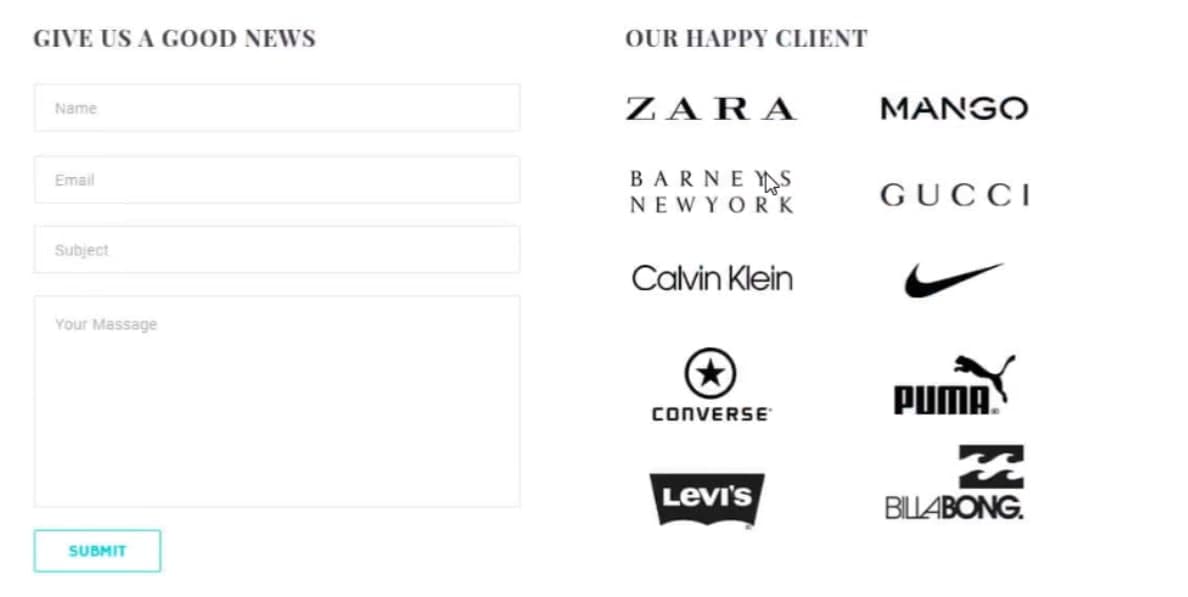 GIVE US A GOOD NEWS
Name
Email
Subject
Your Massage
SUBMIT
OUR HAPPY CLIENT
ZARA
MANGO
BARNEYS
NEWYORK
GUCCI
Calvin Klein
CONVERSE
PUMA
LEVI'S
BILLABONG.